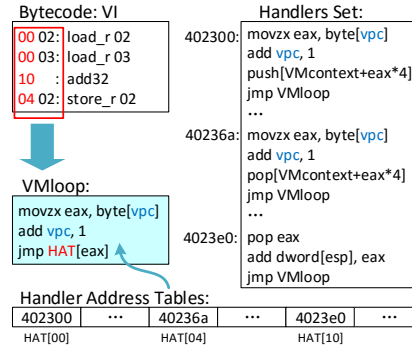 Bytecode: VI
00 02: load_r 02
00 03: load_r 03
10 : add32
04 02: store_r 02
VMloop:
movzx eax, byte[vpc]
add vpc, 1
jmp HAT[eax]
Handlers Set:
402300:
movzx eax, byte[vpc]
add vpc, 1
push[VMcontext+eax*4]
jmp VMloop
...
40236a:
movzx eax, byte[vpc]
add vpc, 1
pop[VMcontext+eax*4]
jmp VMloop
...
4023e0:
pop eax
add dword[esp], eax
jmp VMloop
Handler Address Tables:
402300 ... 40236a ... 4023e0
HAT[00] HAT[04] HAT[10]